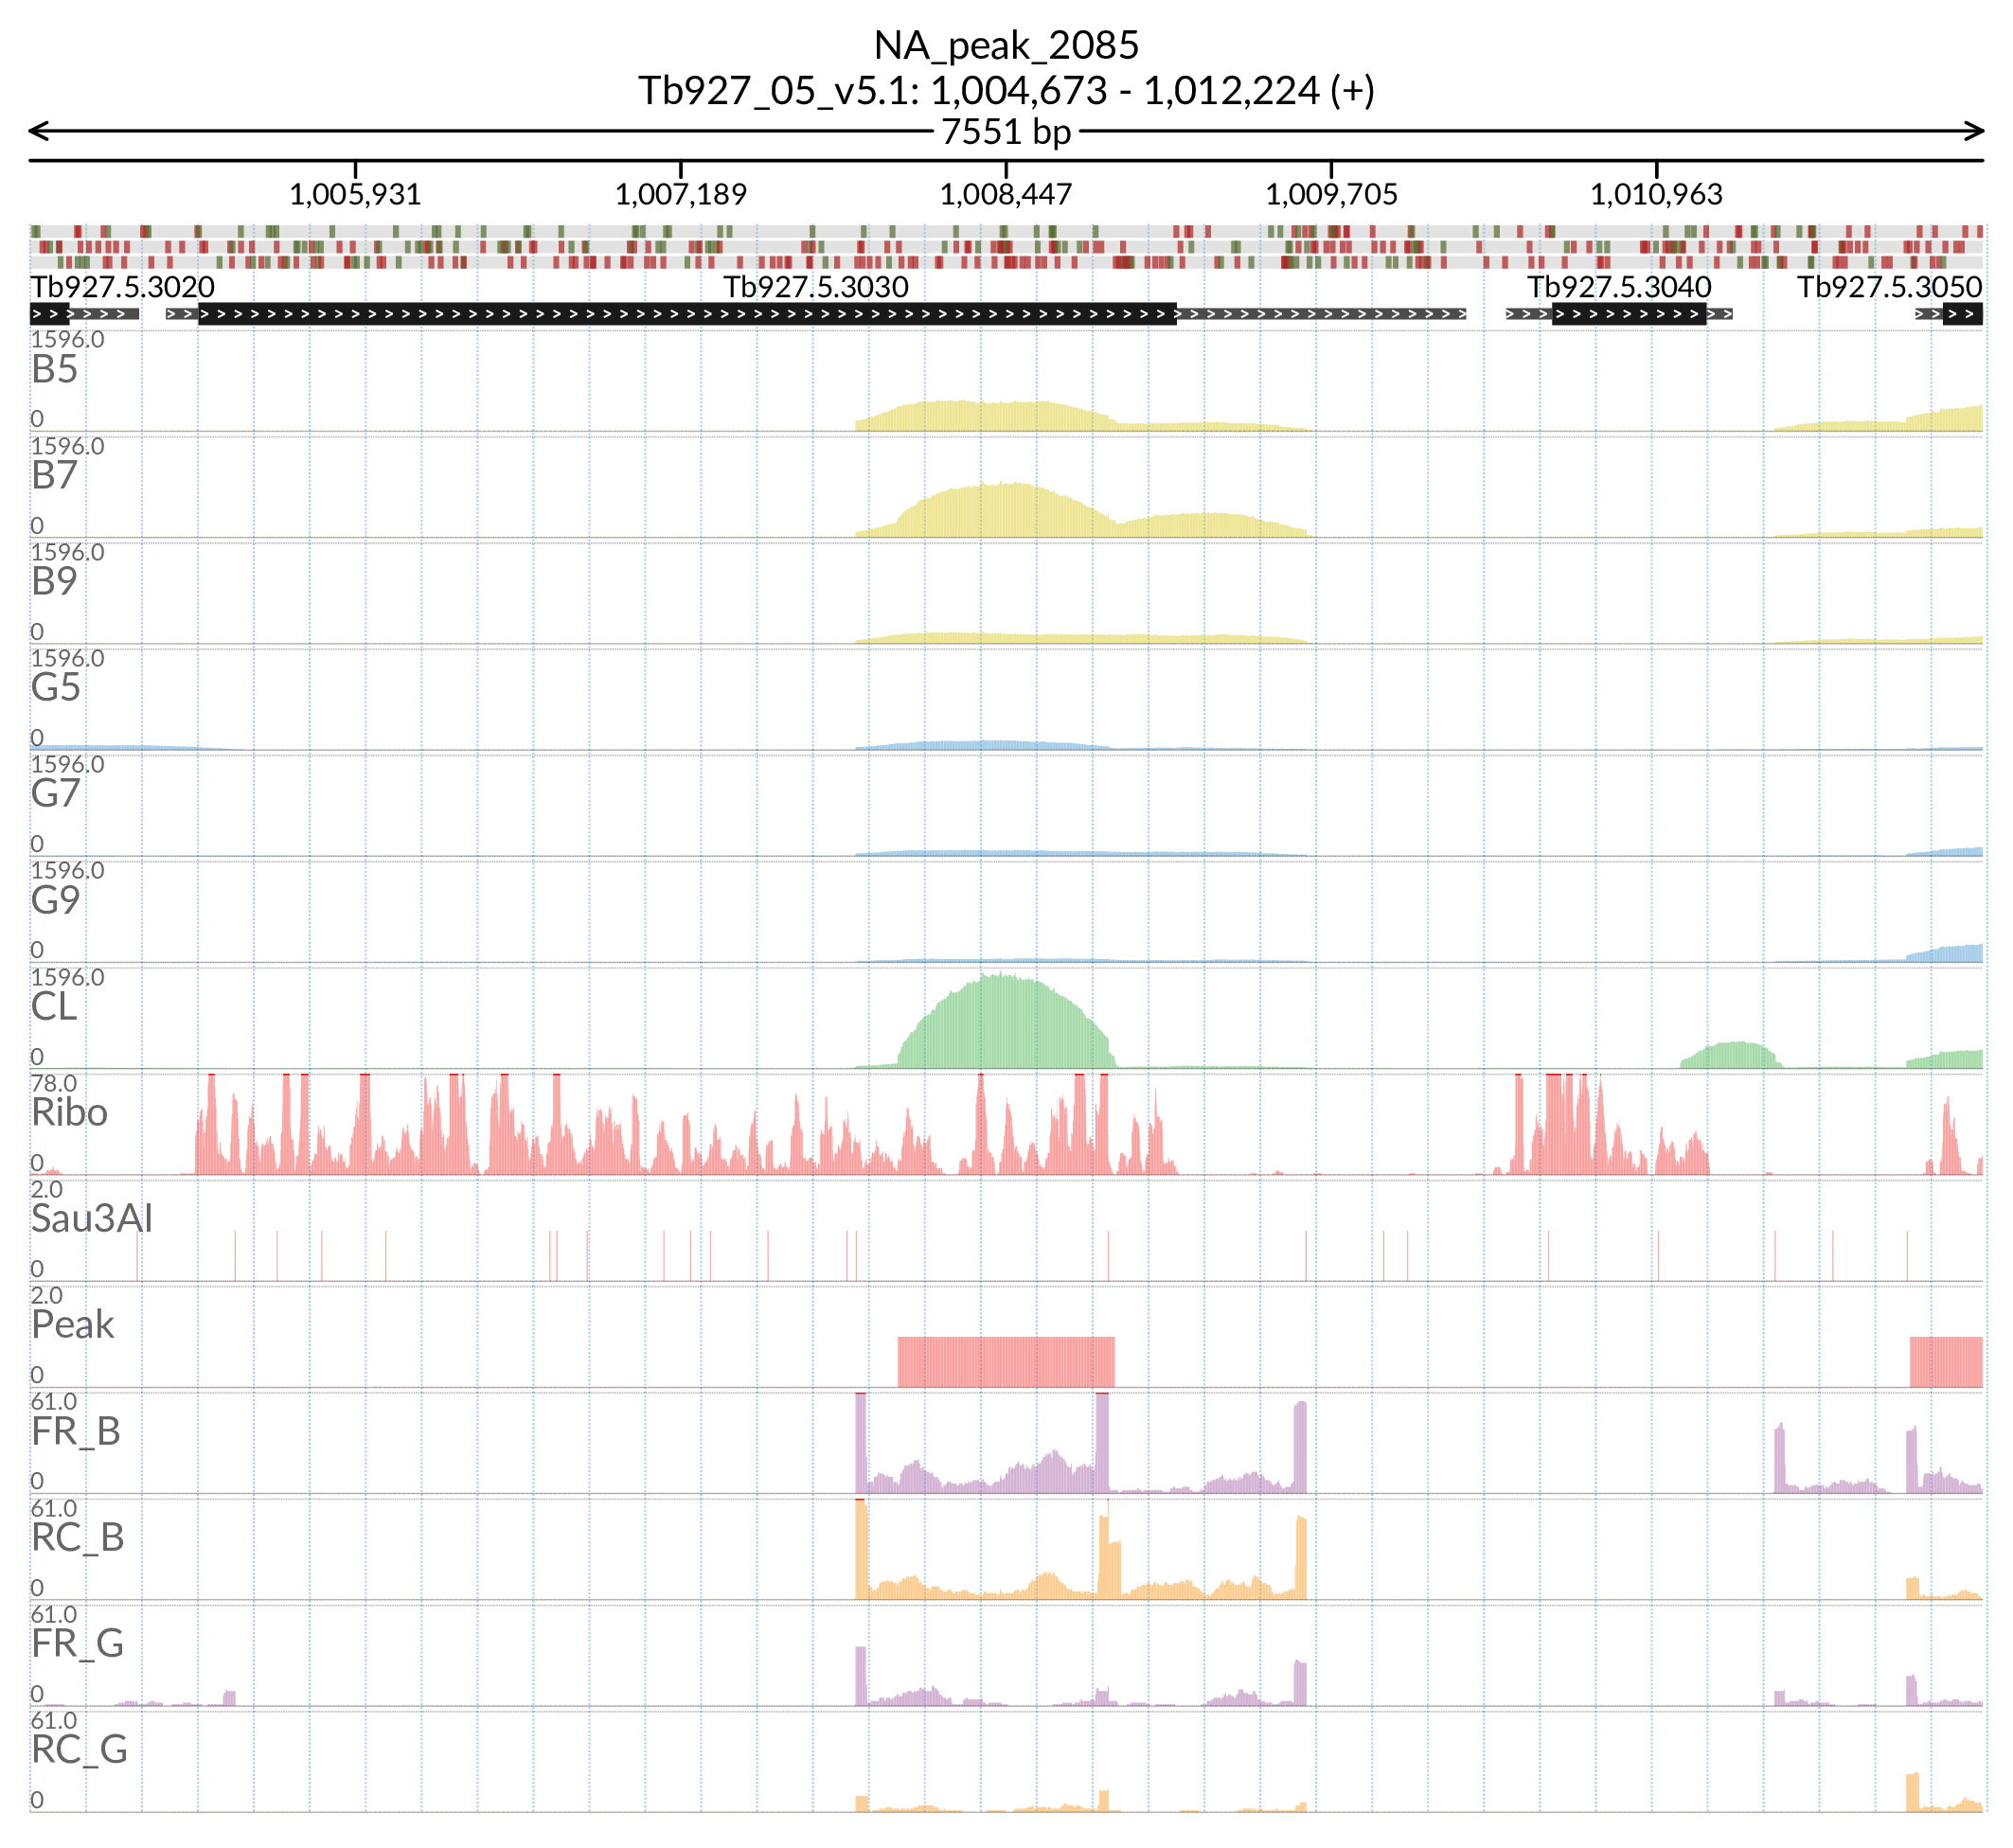 NA_peak_2085
Tb927_05_v5.1: 1,004,673 - 1,012,224 (+)
7551 bp
1,005,931 1,007,189 1,008,447 1,009,705 1,010,963
Tb927.5.3020 Tb927.5.3030 Tb927.5.3040 Tb927.5.3050
1596.0
B5
0
1596.0
B7
0
1596.0
B9
0
1596.0
G5
0
1596.0
G7
0
1596.0
G9
0
1596.0
CL
0
78.0
Ribo
0
2.0
Sau3AI
0
2.0
Peak
0
61.0
FR_B
0
61.0
RC_B
0
61.0
FR_G
0
61.0
RC_G
0